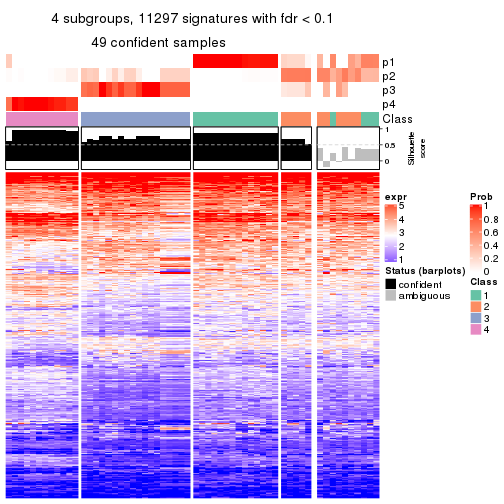 4 subgroups, 11297 signatures with fdr < 0.1
49 confident samples
p1
p2
p3
p4
Class
1
0.5
0
Silhouette
score
expr
5
4
3
2
1
Status (barplots)
confident
ambiguous
Prob
1
0.8
0.6
0.4
0.2
0
Class
1
2
3
4